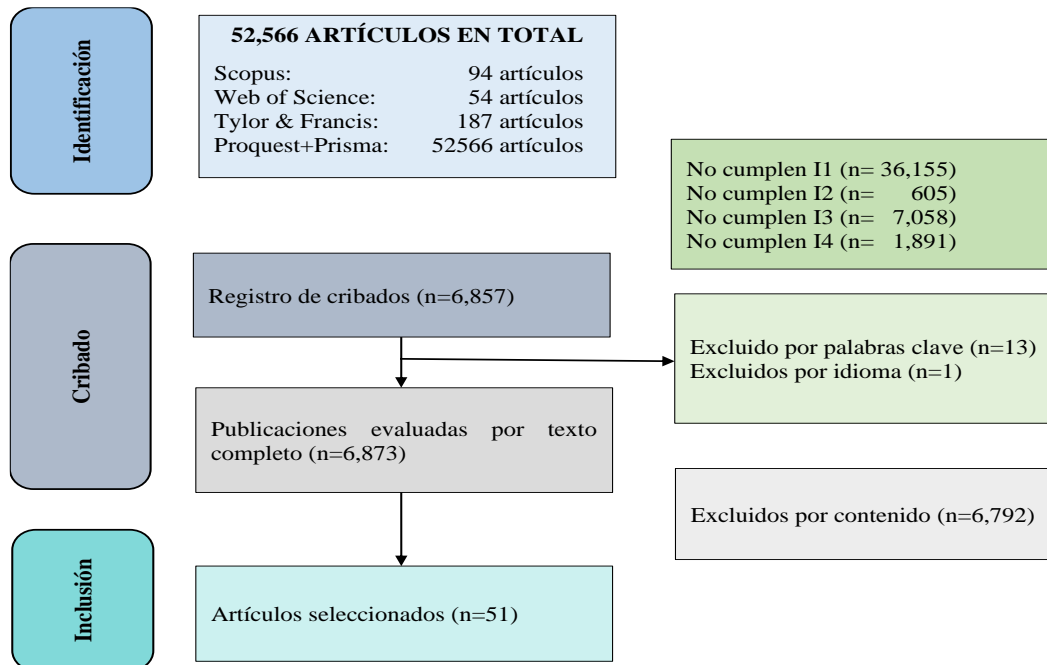 Identificación
52,566 ARTÍCULOS EN TOTAL
Scopus: 94 artículos
Web of Science: 54 artículos
Tylor & Francis: 187 artículos
Proquest+Prisma: 52566 artículos
No cumplen I1 (n= 36,155)
No cumplen I2 (n= 605)
No cumplen I3 (n= 7,058)
No cumplen I4 (n= 1,891)
Cribado
Registro de cribados (n=6,857)
Excluido por palabras clave (n=13)
Excluidos por idioma (n=1)
Publicaciones evaluadas por texto
completo (n=6,873)
Excluidos por contenido (n=6,792)
Inclusión
Artículos seleccionados (n=51)